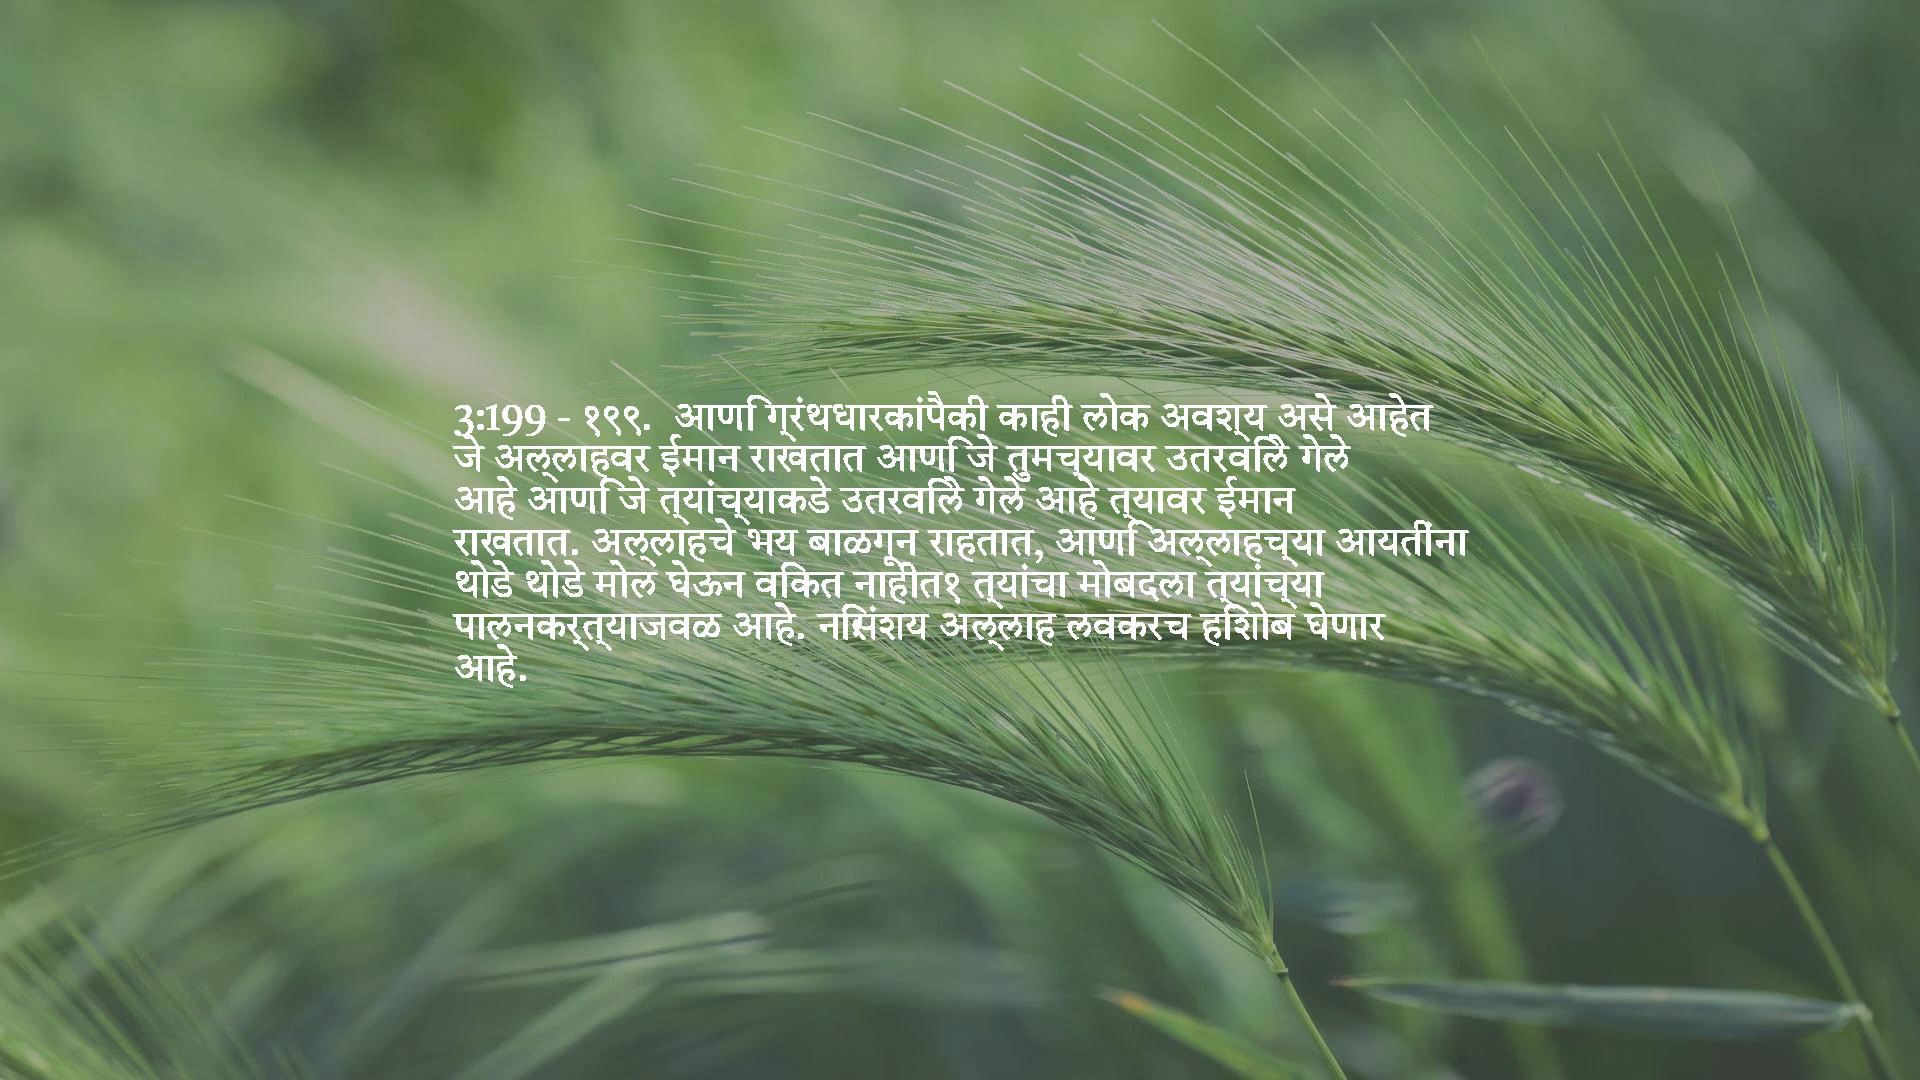 3:199 - १९९. आणि ग्रंथधारकांपैकी काही लोक अवश्य असे आहेत
जे अल्लाहवर ईमान राखतात आणि जे तुमच्यावर उतरविले गेले
आहे आणि जे त्यांच्याकडे उतरविले गेले आहे त्यावर ईमान
राखतात. अल्लाहचे भय बाळगून राहतात, आणि अल्लाहच्या आयतींना
थोडे थोडे मोल घेऊन विकत नाहीत१ त्यांचा मोबदला त्यांच्या
पालनकर्त्याजवळ आहे. निःसंशय अल्लाह लवकरच हिशोब घेणार
आहे.